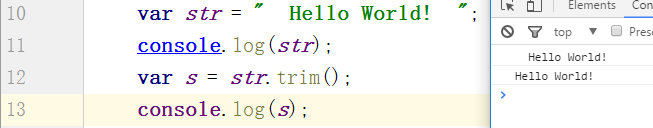 10 var str = "  Hello World!  ";
11 console.log(str);
12 var s = str.trim();
13 console.log(s);
Elements
top
Hello World!
Hello World!
>